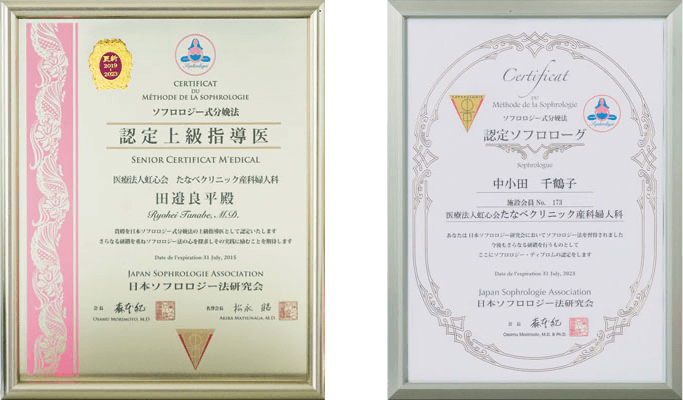 更新
2019
2023
Sophrologie
CERTIFICAT
DU
MÉTHODE DE LA SOPHROLOGIE
ソフロロジー式分娩法
認定上級指導医
SENIOR CERTIFICAT M'EDICAL
医療法人虹心会 たなべクリニック産科婦人科
田邉良平殿
Ryohei Tanabe, M.D.
貴殿を日本ソフロロジー式分娩法の上級指導医として認定いたします
さらなる研鑽を重ねソフロロジー法の心を探求しその実践に励むことを期待します
Date de l'expiration 31 July, 2015
JAPAN SOPHROLOGIE ASSOCIATION
日本ソフロロジー法研究会
会長
OSAMU MORIMOTO, M.D
名誉会長 松永 昭
AKIRA MATSUNAGA, M.D.
Certificat
DU
Méthode de la Sophrologie
ソフロロジー式分娩法
認定ソフロローグ
Sophrologue
中小田 千鶴子
施設会員 No. 173
医療法人虹心会たなべクリニック産科婦人科
あなたは日本ソフロロジー研究会においてソフロロジー法を習得されました
今後もさらなる研鑽を行うものとして
ここにソフロロジー・ディプロムの認定をします
Date de l'expiration 31 July, 2023
Japan Sophrologie Association
日本ソフロロジー法研究会
会長
Osamu Morimoto, M.D. & Ph.D.